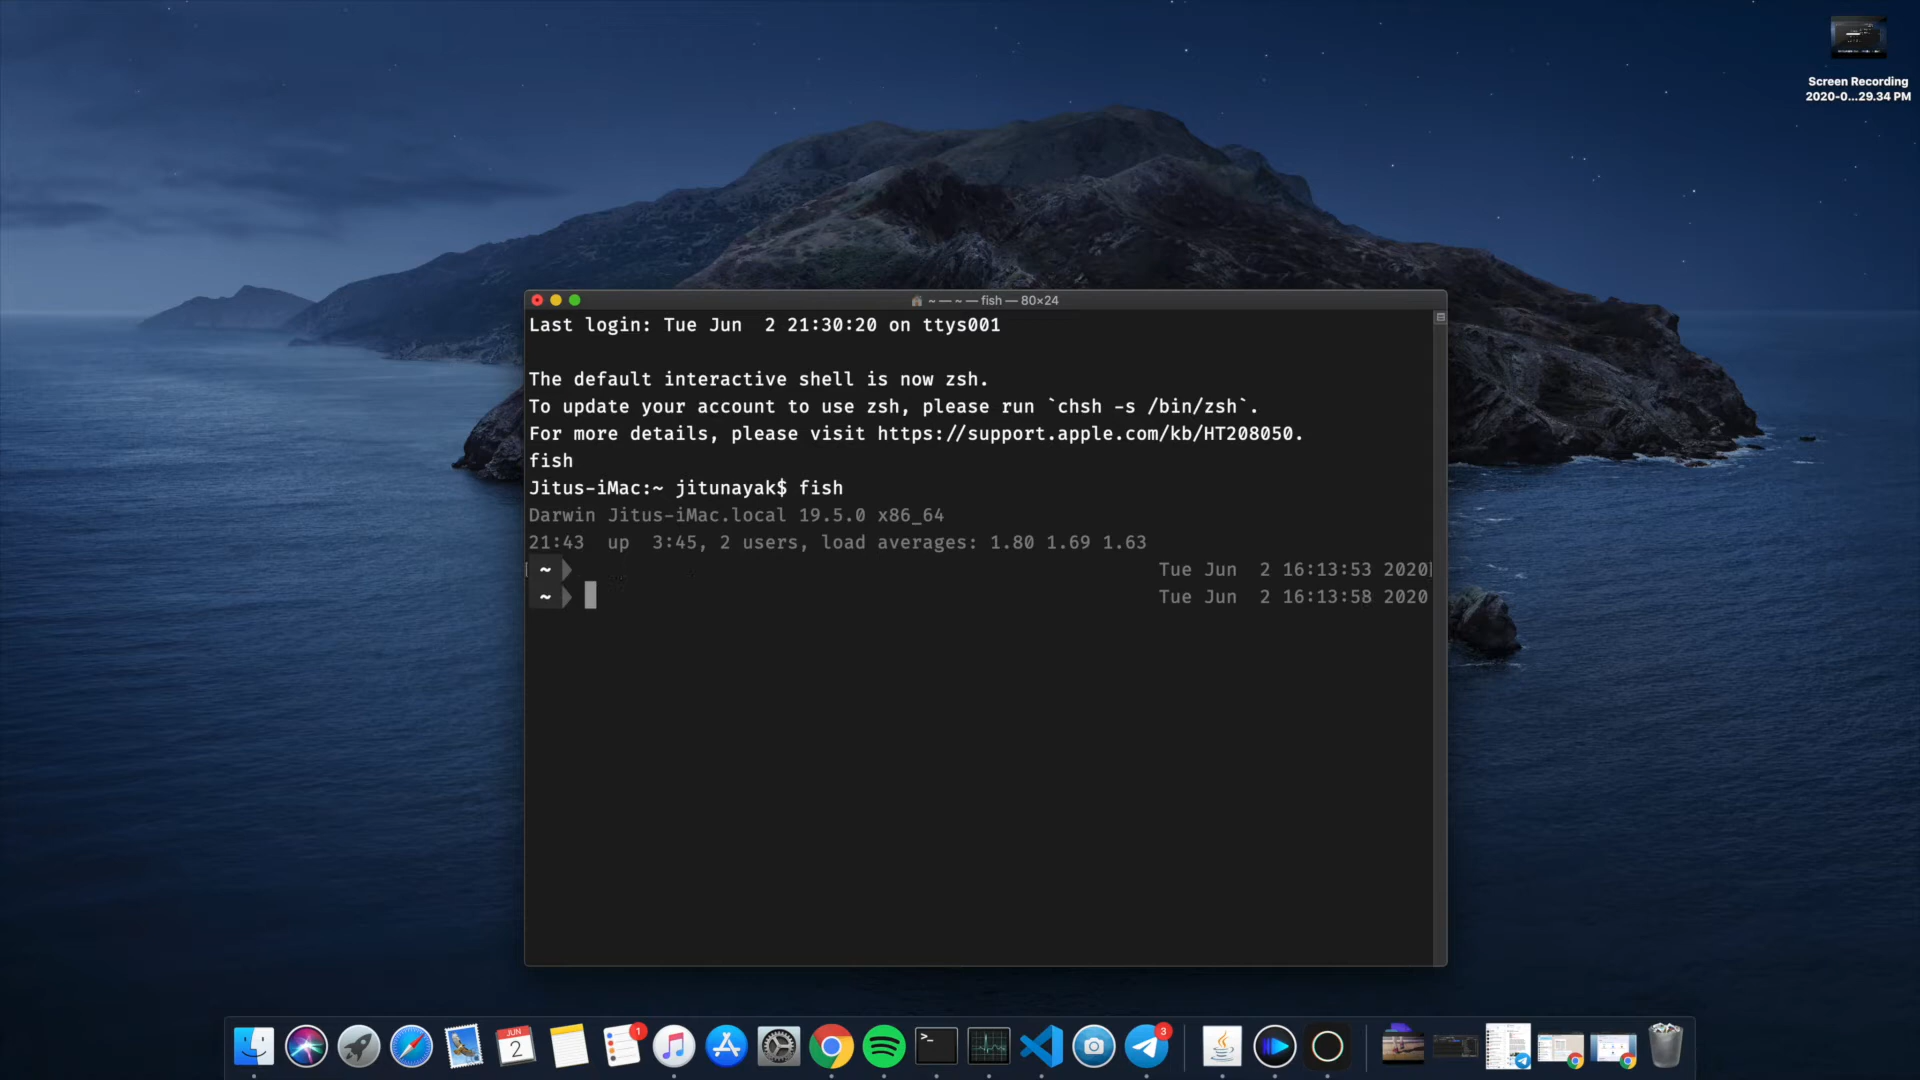 Screen Recording
2020-0...29.34 PM
~ — ~ — fish — 80×24
Last login: Tue Jun  2 21:30:20 on ttys001
The default interactive shell is now zsh.
To update your account to use zsh, please run `chsh -s /bin/zsh`.
For more details, please visit https://support.apple.com/kb/HT208050.
fish
Jitus-iMac:~ jitunayak$ fish
Darwin Jitus-iMac.local 19.5.0 x86_64
21:43  up  3:45, 2 users, load averages: 1.80 1.69 1.63
~ Tue Jun  2 16:13:53 2020
~ Tue Jun  2 16:13:58 2020
JUN
2
1
>_
3